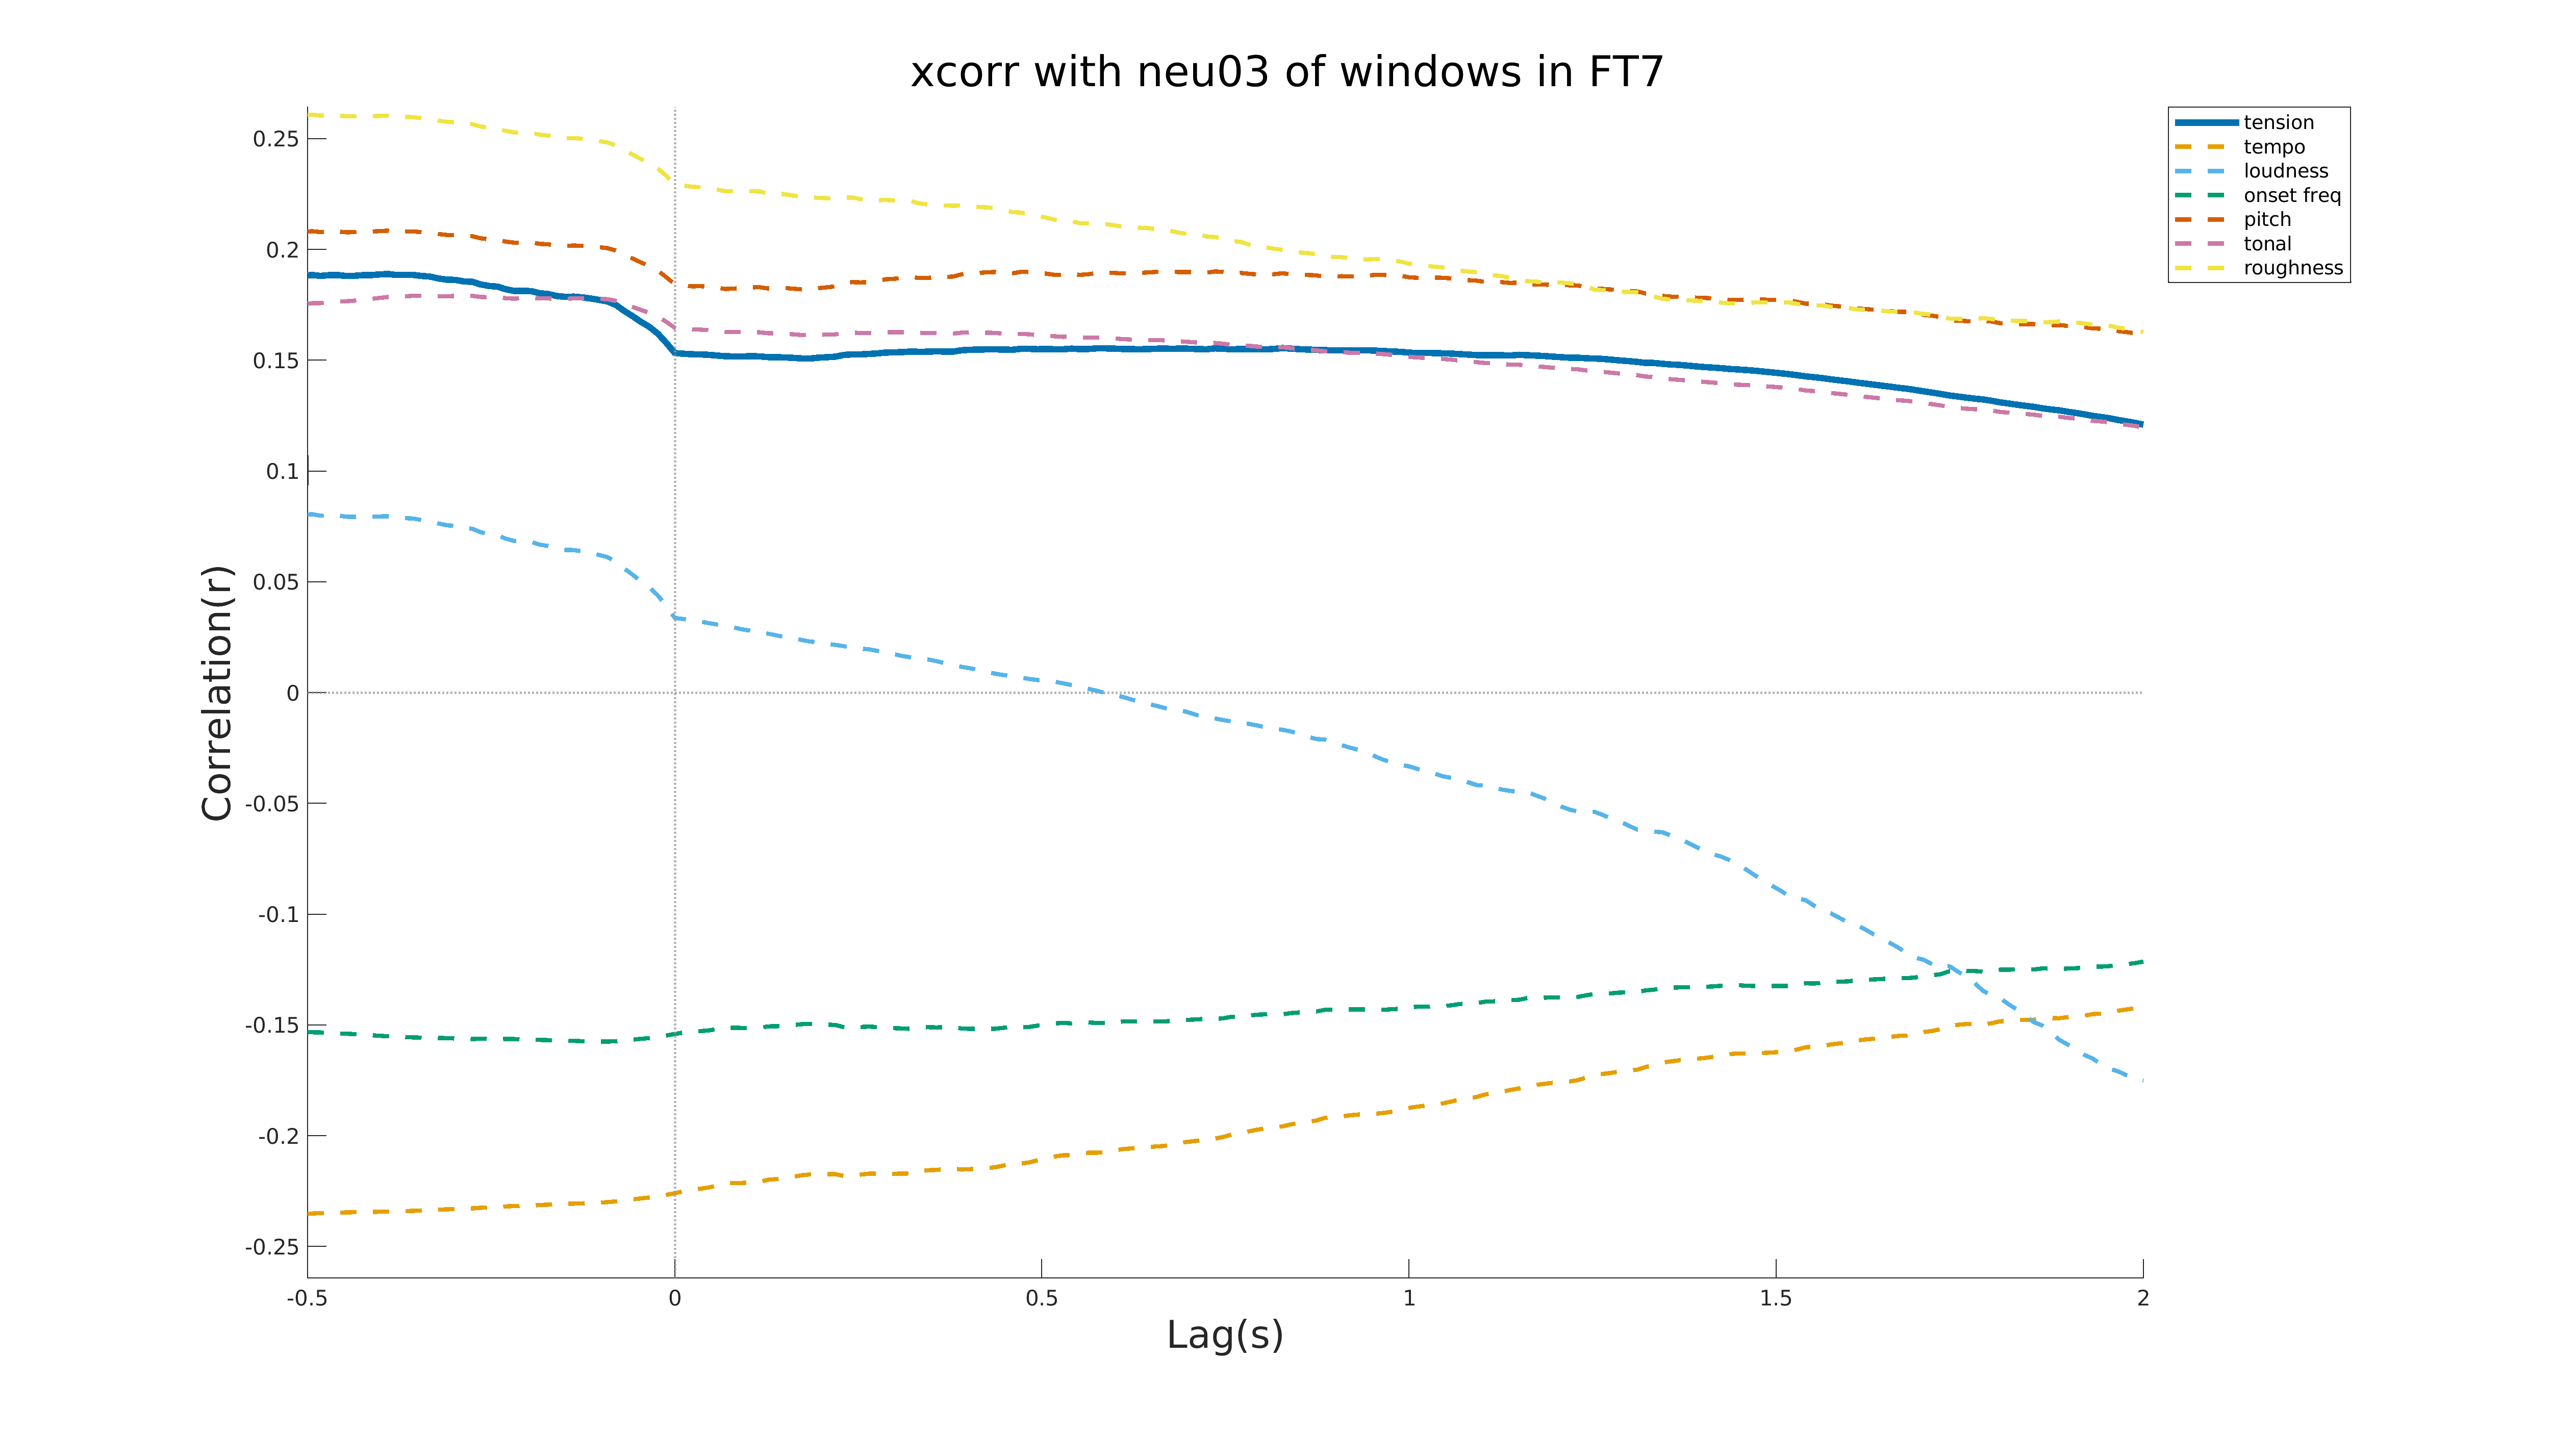 xcorr with neu03 of windows in FT7
tension
tempo
loudness
onset freq
pitch
tonal
roughness
Correlation(r)
0.25
0.2
0.15
0.1
0.05
0
-0.05
-0.1
-0.15
-0.2
-0.25
-0.5
0
0.5
1
1.5
2
Lag(s)